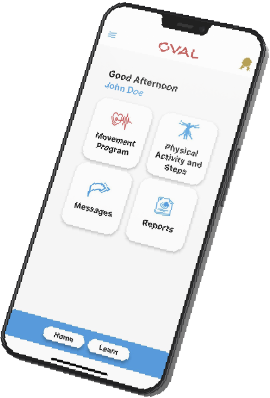 OVAL
Good Afternoon
John Doe
Movement
Program
Physical
Activity and
Steps
Messages
Reports
Home
Learn